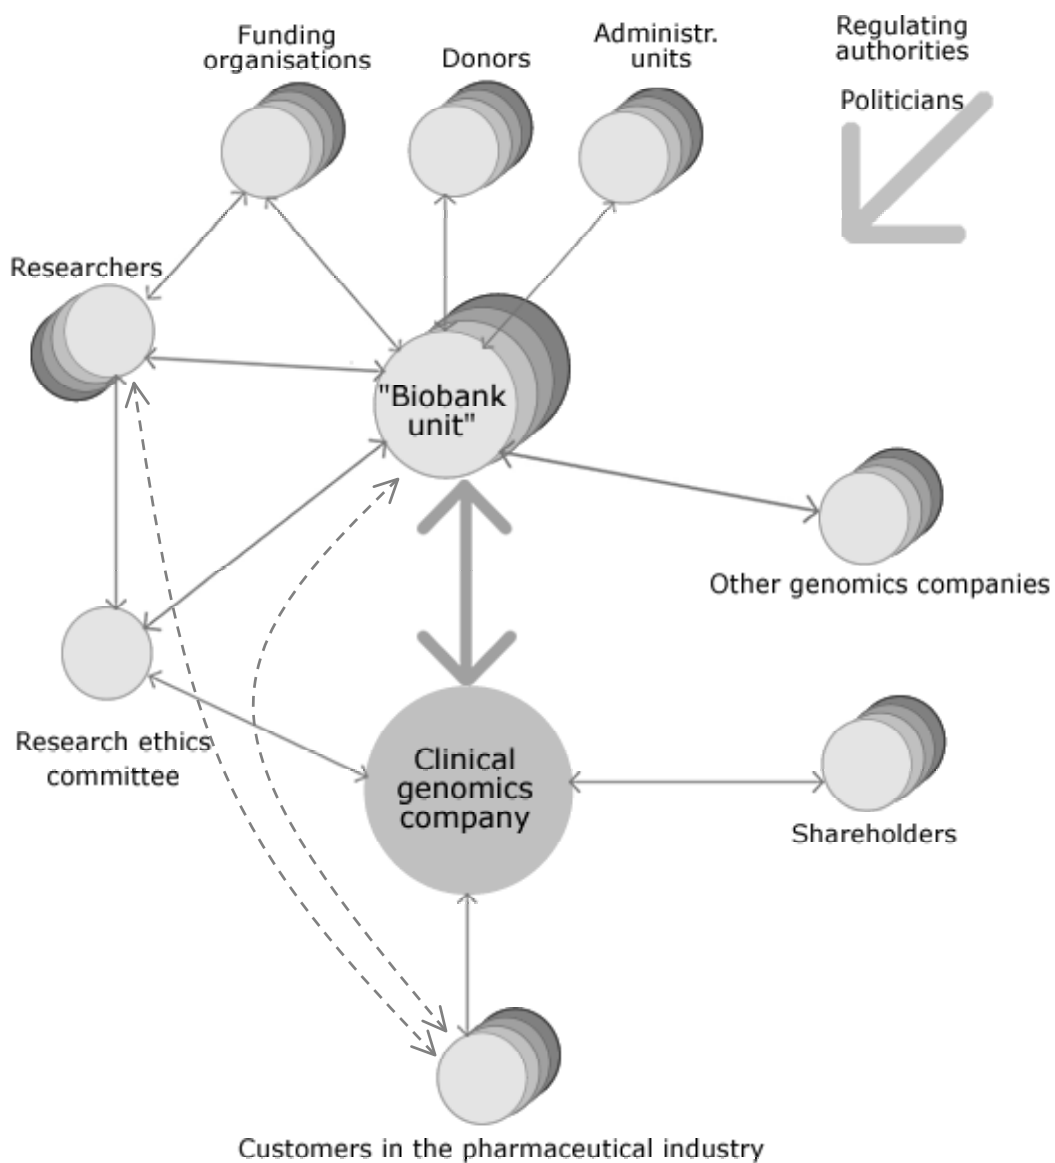 Funding
organisations
Donors
Administr.
units
Regulating
authorities
Politicians
Researchers
"Biobank
unit"
Other genomics companies
Research ethics
committee
Clinical
genomics
company
Shareholders
Customers in the pharmaceutical industry